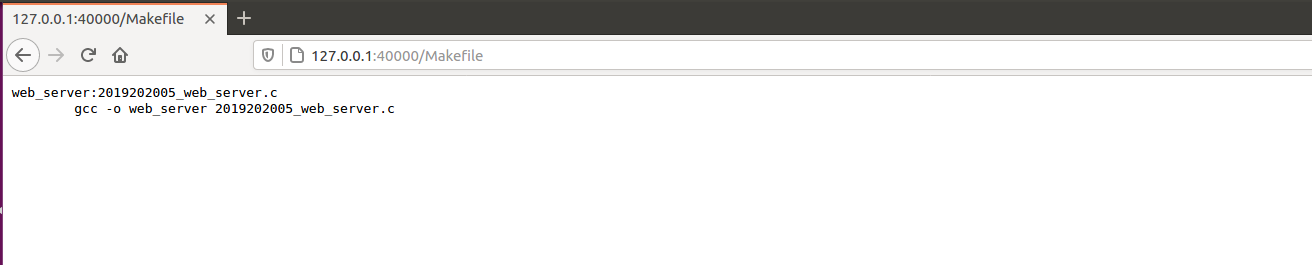 127.0.0.1:40000/Makefile
127.0.0.1:40000/Makefile
web_server:2019202005_web_server.c
        gcc -o web_server 2019202005_web_server.c